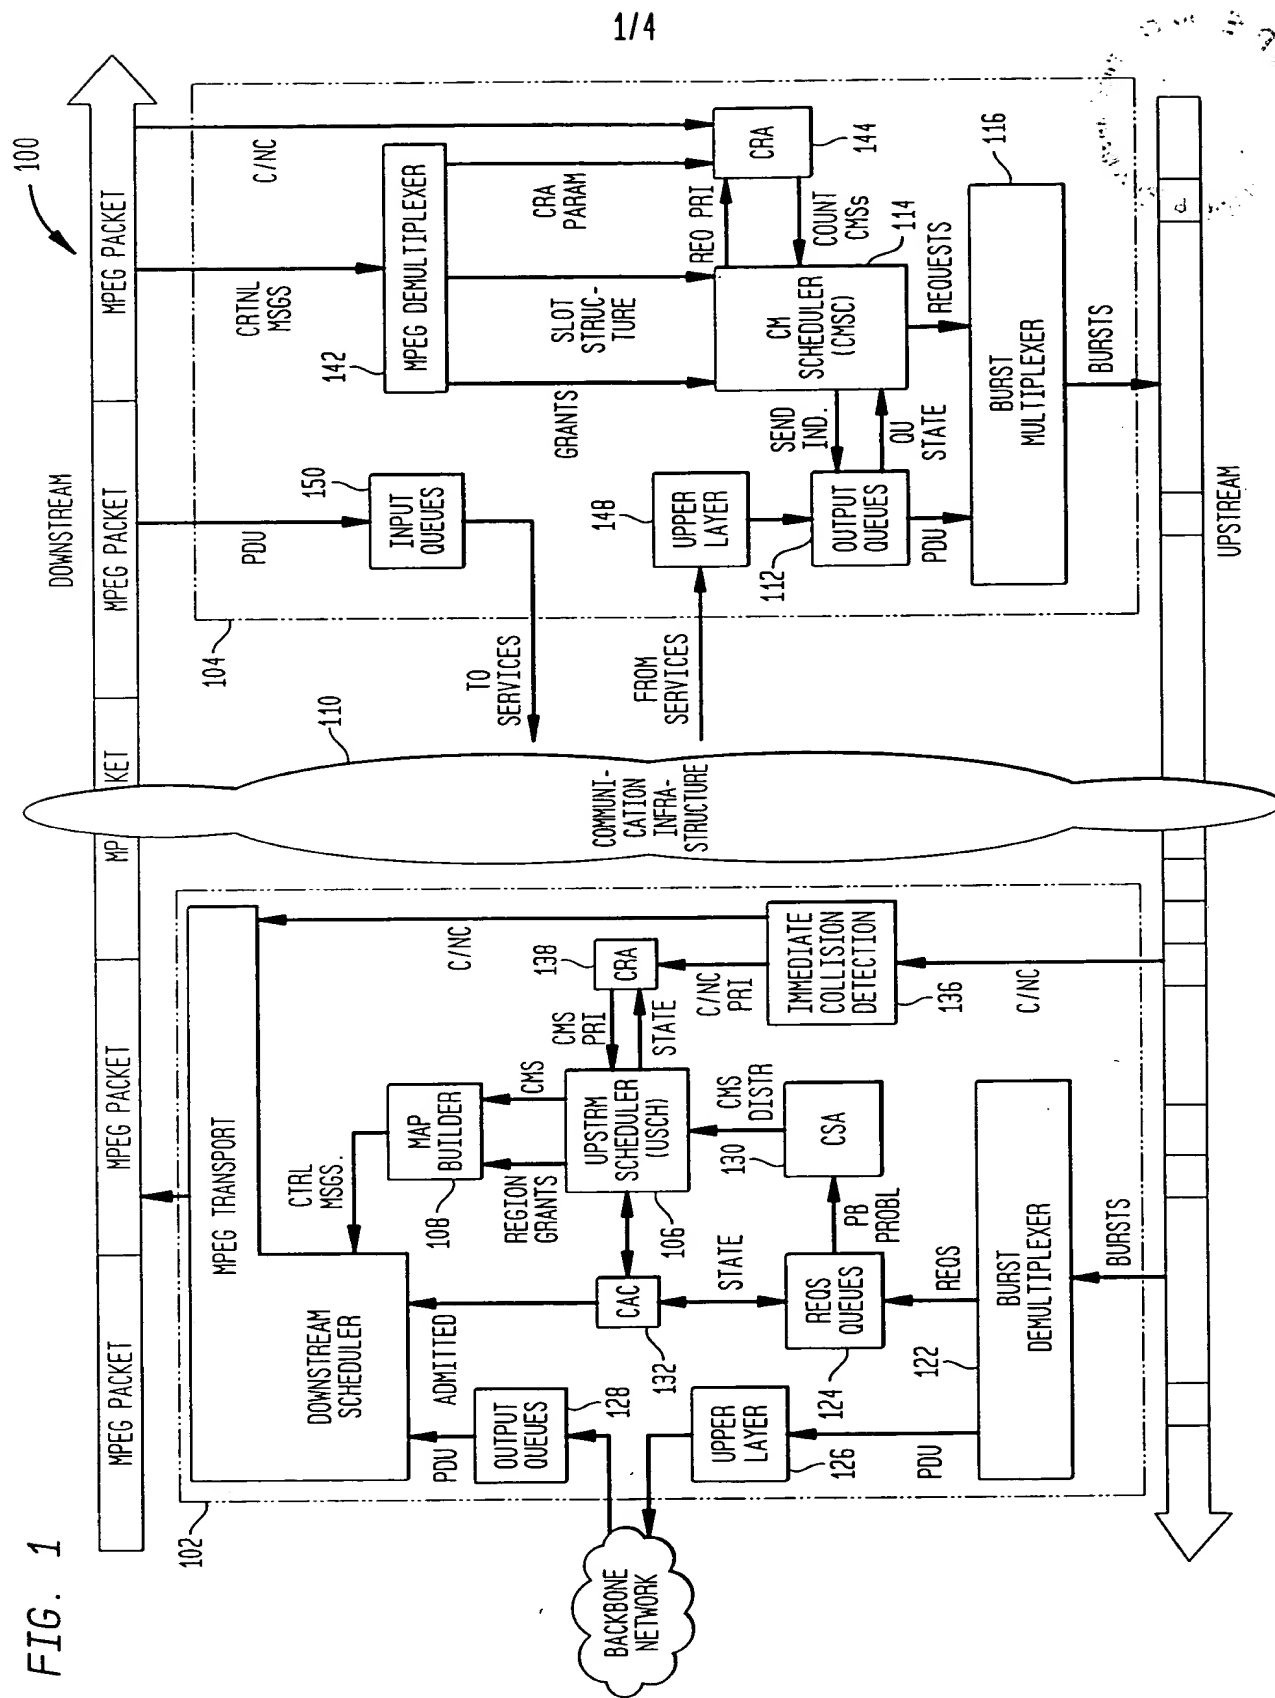 1/4
FIG. 1
100
DOWNSTREAM
MPEG PACKET
MPEG PACKET
MPEG PACKET
MP
KET
MPEG PACKET
MPEG PACKET
102
MPEG TRANSPORT
DOWNSTREAM
SCHEDULER
C/NC
CTRL
MSGS.
ADMITTED
PDU
OUTPUT
QUEUES
128
MAP
BUILDER
108
REGION
GRANTS
CMS
UPSTRM
SCHEDULER
(USCH)
106
CMS
PRI
STATE
138
CRA
CAC
132
STATE
C/NC
PRI
IMMEDIATE
COLLISION
DETECTION
136
C/NC
CMS
DISTR
130
CSA
PB
PROBL
REQS
QUEUES
124
REQS
UPPER
LAYER
126
PDU
122
BURST
DEMULTIPLEXER
BURSTS
BACKBONE
NETWORK
110
COMMUNI-
CATION
INFRA-
STRUCTURE
TO
SERVICES
FROM
SERVICES
104
PDU
150
INPUT
QUEUES
CRTNL
MSGS
142
MPEG DEMULTIPLEXER
C/NC
GRANTS
SLOT
STRUC-
TURE
CRA
PARAM
REQ PRI
CRA
144
COUNT
CMSs
114
CM
SCHEDULER
(CMSC)
148
UPPER
LAYER
SEND
IND.
QU
STATE
112
OUTPUT
QUEUES
PDU
REQUESTS
116
BURST
MULTIPLEXER
BURSTS
UPSTREAM